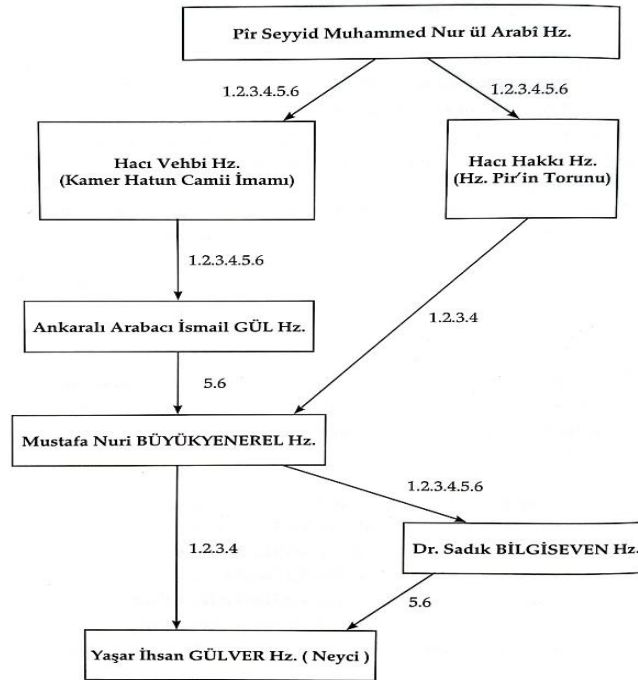 Pîr Seyyid Muhammed Nur ül Arabî Hz.
1.2.3.4.5.6
1.2.3.4.5.6
Hacı Vehbi Hz.
(Kamer Hatun Camii İmamı)
Hacı Hakkı Hz.
(Hz. Pir'in Torunu)
1.2.3.4.5.6
1.2.3.4
Ankaralı Arabacı İsmail GÜL Hz.
5.6
Mustafa Nuri BÜYÜKYENEREL Hz.
1.2.3.4.5.6
1.2.3.4
Dr. Sadık BİLGİSEVEN Hz.
5.6
Yaşar İhsan GÜLVER Hz. ( Neyci )